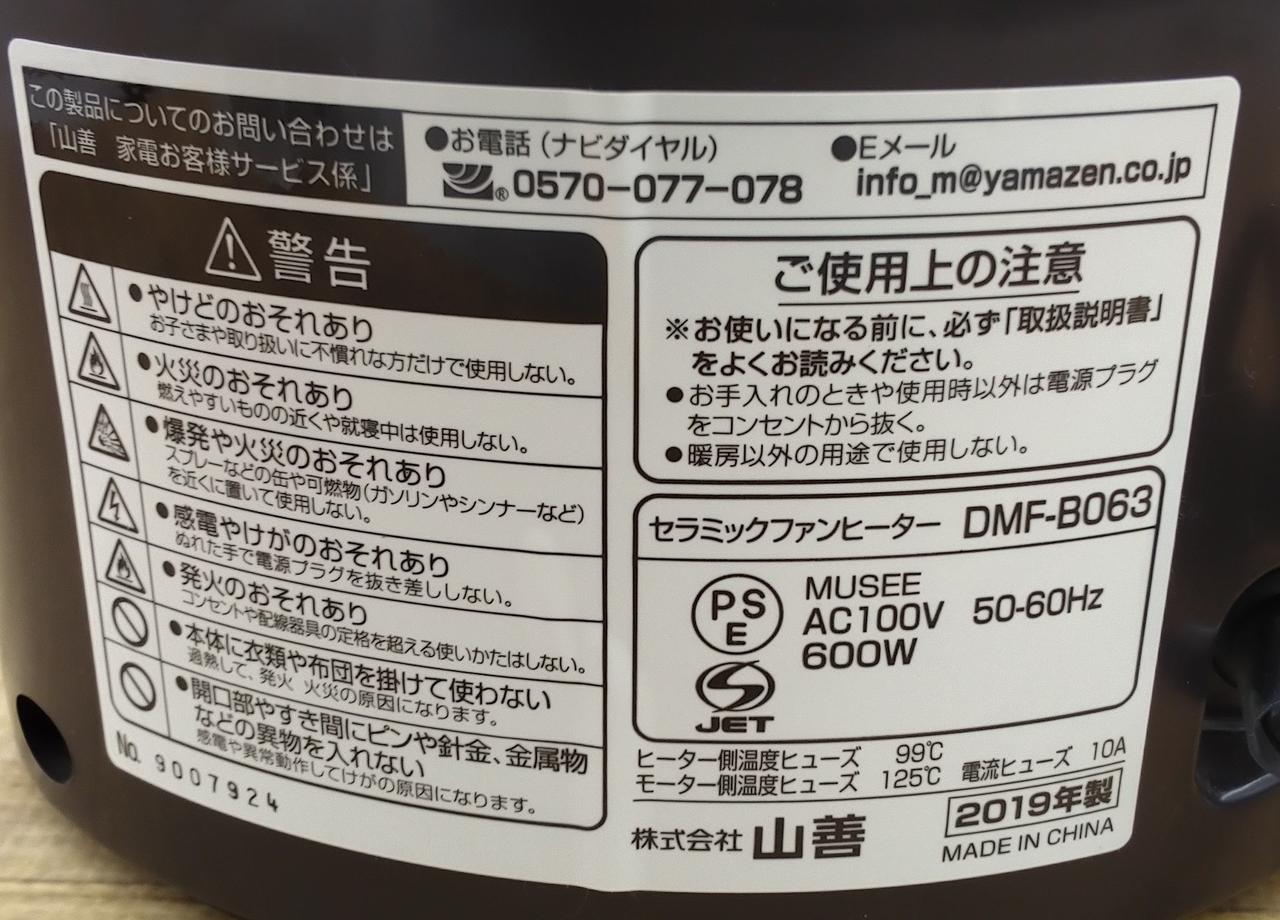 この製品についてのお問い合わせは
「山善 家電お客様サービス係」
●お電話（ナビダイヤル）
®0570-077-078
●Eメール
info_m@yamazen.co.jp
警告
●やけどのおそれあり
お子さまや取り扱いに不慣れな方だけで使用しない。
●火災のおそれあり
燃えやすいものの近くや就寝中は使用しない。
●爆発や火災のおそれあり
スプレーなどの缶や可燃物（ガソリンやシンナーなど）
を近くに置いて使用しない。
●感電やけがのおそれあり
ぬれた手で電源プラグを抜き差ししない。
●発火のおそれあり
コンセントや配線器具の定格を超える使いかたはしない。
●本体に衣類や布団を掛けて使わない
過熱して、発火 火災の原因になります。
●開口部やすき間にピンや針金、金属物
などの異物を入れない
感電や異常動作してけがの原因になります。
No. 9007924
ご使用上の注意
※お使いになる前に、必ず「取扱説明書」
をよくお読みください。
●お手入れのときや使用時以外は電源プラグ
をコンセントから抜く。
●暖房以外の用途で使用しない。
セラミックファンヒーター DMF-B063
PSE
MUSEE
AC100V 50-60Hz
600W
JET
ヒーター側温度ヒューズ 99℃
モーター側温度ヒューズ 125℃ 電流ヒューズ 10A
株式会社 山善
2019年製
MADE IN CHINA